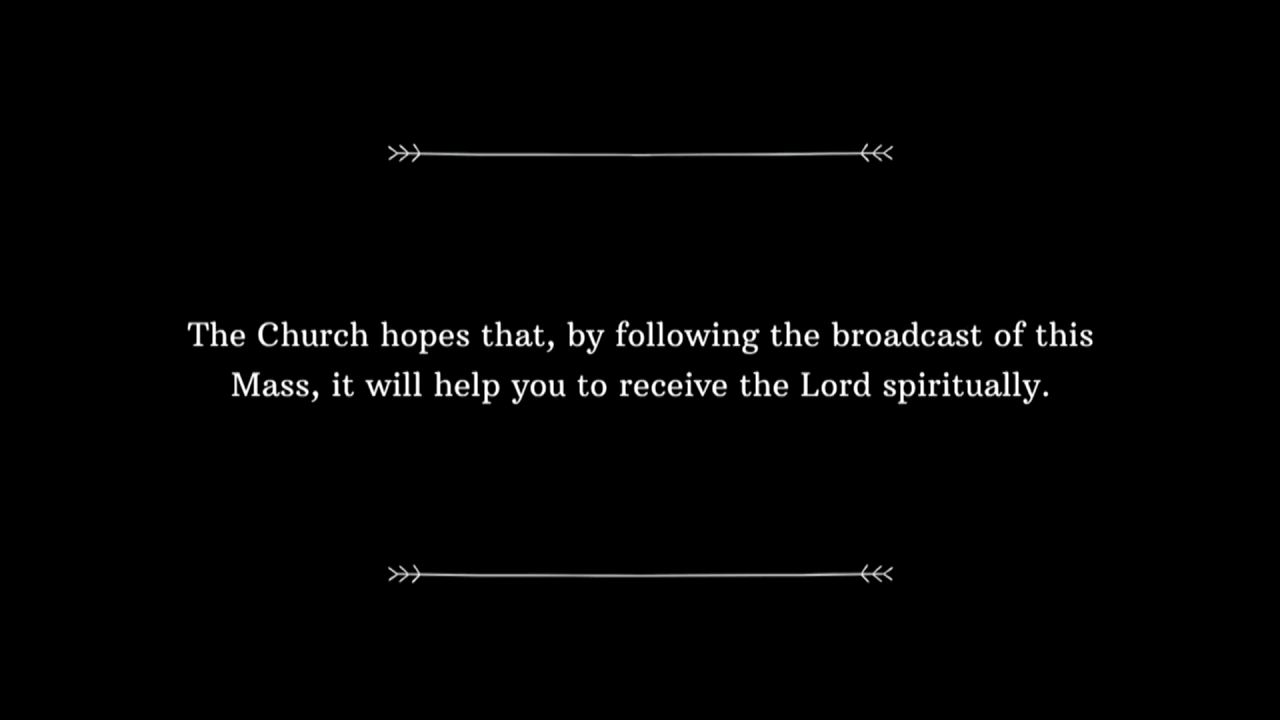 The Church hopes that, by following the broadcast of this
Mass, it will help you to receive the Lord spiritually.